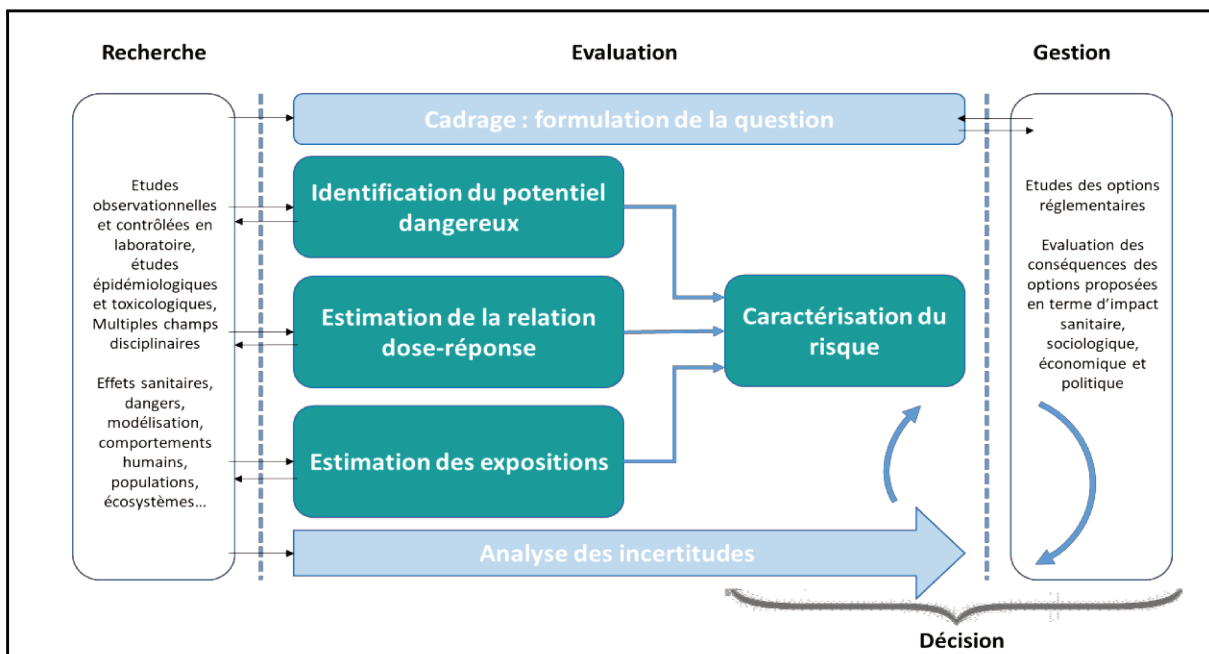 Recherche
Evaluation
Gestion
Cadrage : formulation de la question
Etudes
observationnelles
et contrôlées en
laboratoire,
études
épidémiologiques
et toxicologiques,
Multiples champs
disciplinaires
Effets sanitaires,
dangers,
modélisation,
comportements
humains,
populations,
écosystèmes...
Identification du potentiel
dangereux
Estimation de la relation
dose-réponse
Estimation des expositions
Caractérisation du
risque
Analyse des incertitudes
Etudes des options
réglementaires
Evaluation des
conséquences des
options proposées
en terme d'impact
sanitaire,
sociologique,
économique et
politique
Décision